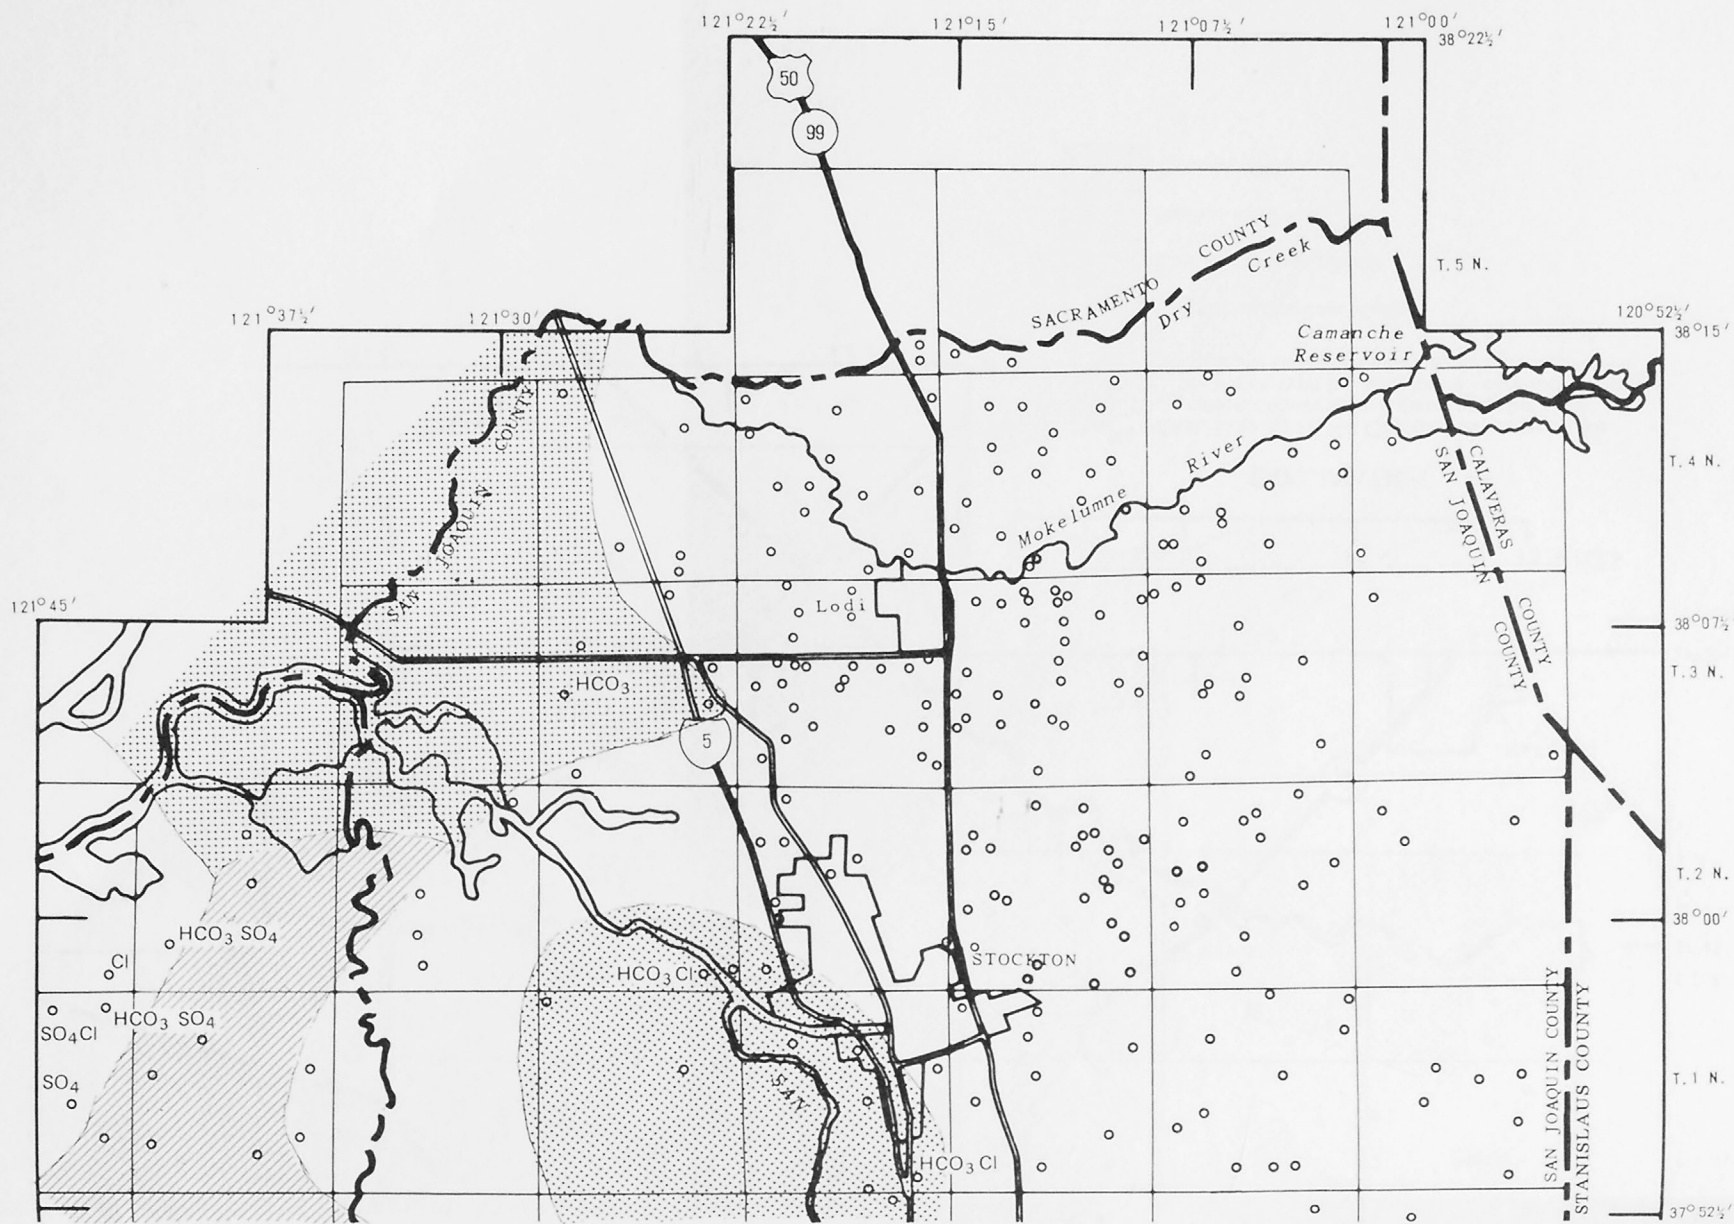 121°22½′ 121°15′ 121°07½′ 121°00′
38°22½′
50
99
COUNTY
Creek
T. 5 N.
SACRAMENTO
Dry
121°37½′ 121°30′
120°52½′
38°15′
Camanche
Reservoir
COUNTY
River
T. 4 N.
CALAVERAS
SAN JOAQUIN
JOAQUIN
Mokelumne
SAN
Lodi
121°45′
COUNTY
COUNTY
38°07½′
T. 3 N.
HCO3
5
T. 2 N.
38°00′
HCO3 SO4
Cl
HCO3 Cl
STOCKTON
HCO3 SO4
SO4Cl
SAN JOAQUIN COUNTY
STANISLAUS COUNTY
SO4
SAN
T. 1 N.
HCO3 Cl
37°52½′